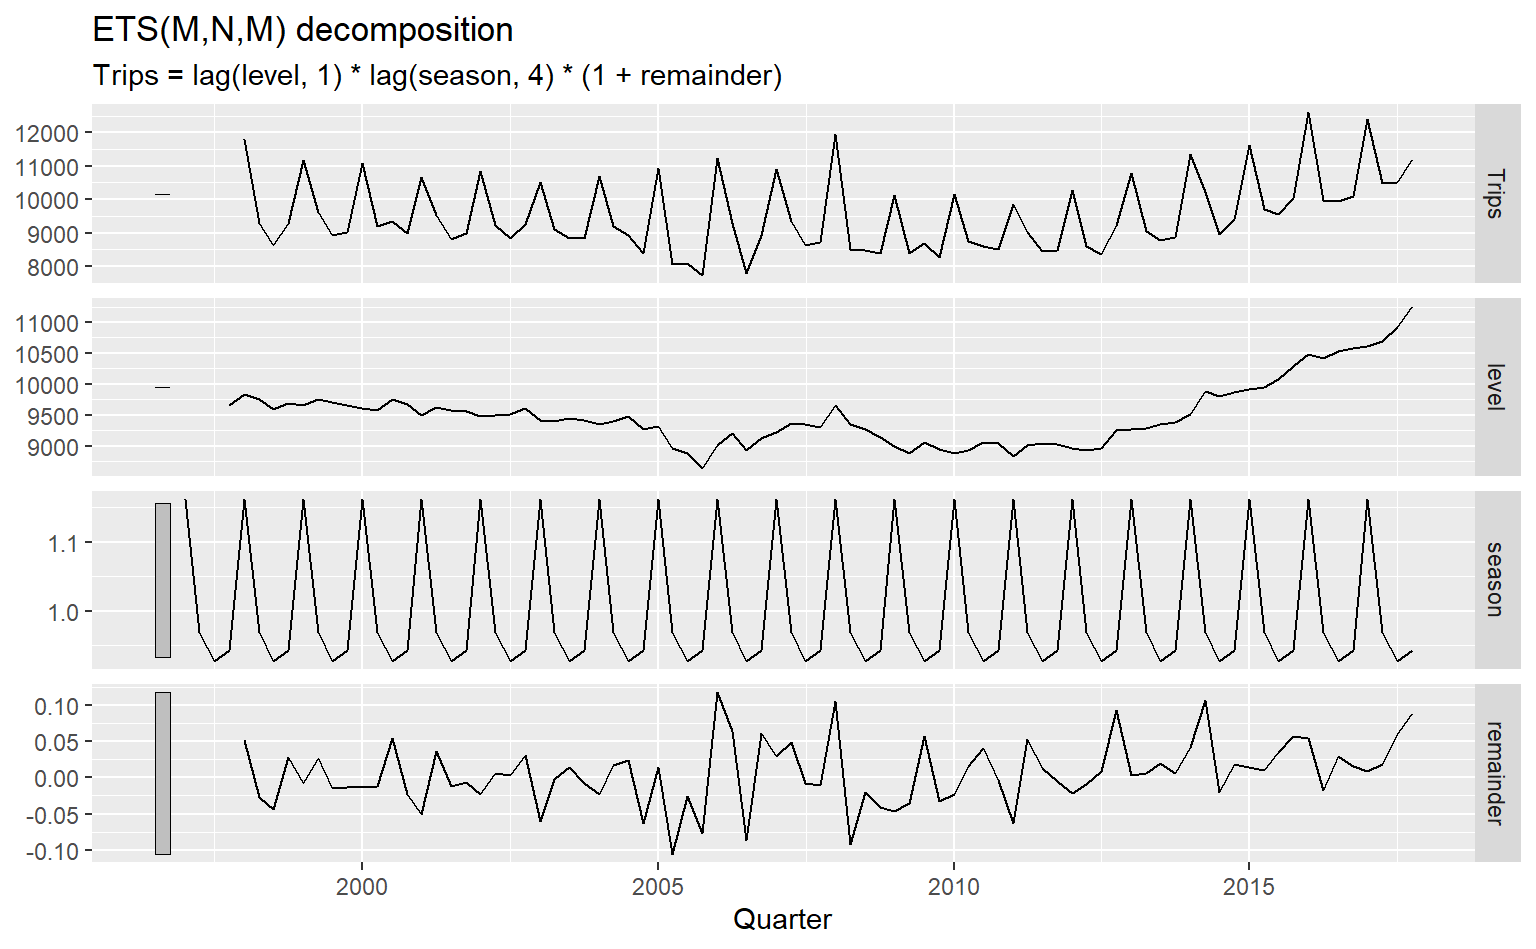 ETS(M,N,M) decomposition
Trips = lag(level, 1) * lag(season, 4) * (1 + remainder)
12000
11000
10000
9000
8000
Trips
11000
10500
10000
9500
9000
level
1.1
1.0
season
0.10
0.05
0.00
-0.05
-0.10
remainder
2000 2005 2010 2015
Quarter